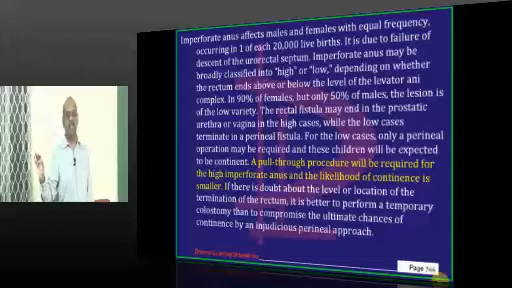 Imperforate anus affects males and females with equal frequency,
occurring in 1 of each 20,000 live births. It is due to failure of
descent of the urorectal septum. Imperforate anus may be
broadly classified into "high" or "low," depending on whether
the rectum ends above or below the level of the levator ani
complex. In 90% of females, but only 50% of males, the lesion is
of the low variety. The rectal fistula may end in the prostatic
urethra or vagina in the high cases, while the low cases
terminate in a perineal fistula. For the low cases, only a perineal
operation may be required and these children will be expected
to be continent. A pull-through procedure will be required for
the high imperforate anus and the likelihood of continence is
smaller. If there is doubt about the level or location of the
termination of the rectum, it is better to perform a temporary
colostomy than to compromise the ultimate chances of
continence by an injudicious perineal approach.
Page